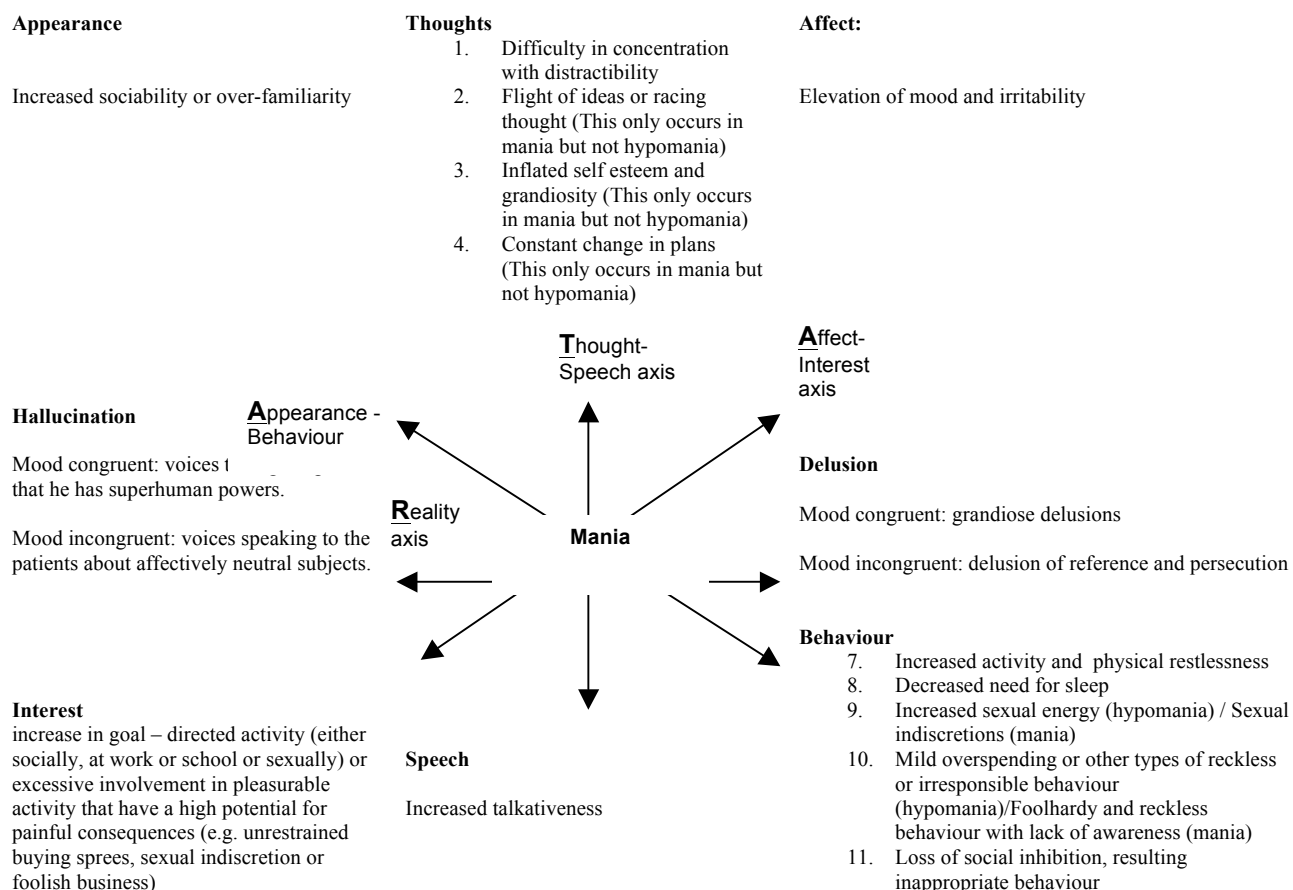 Appearance
Increased sociability or over-familiarity
Thoughts
1. Difficulty in concentration
with distractibility
2. Flight of ideas or racing
thought (This only occurs in
mania but not hypomania)
3. Inflated self esteem and
grandiosity (This only occurs
in mania but not hypomania)
4. Constant change in plans
(This only occurs in mania but
not hypomania)
Affect:
Elevation of mood and irritability
Thought-
Speech axis
Affect-
Interest
axis
Appearance -
Behaviour
Hallucination
Mood congruent: voices
that he has superhuman powers.
Mood incongruent: voices speaking to the
patients about affectively neutral subjects.
Reality
axis
Mania
Delusion
Mood congruent: grandiose delusions
Mood incongruent: delusion of reference and persecution
Interest
increase in goal – directed activity (either
socially, at work or school or sexually) or
excessive involvement in pleasurable
activity that have a high potential for
painful consequences (e.g. unrestrained
buying sprees, sexual indiscretion or
foolish business)
Speech
Increased talkativeness
Behaviour
7. Increased activity and physical restlessness
8. Decreased need for sleep
9. Increased sexual energy (hypomania) / Sexual
indiscretions (mania)
10. Mild overspending or other types of reckless
or irresponsible behaviour
(hypomania)/Foolhardy and reckless
behaviour with lack of awareness (mania)
11. Loss of social inhibition, resulting
inappropriate behaviour